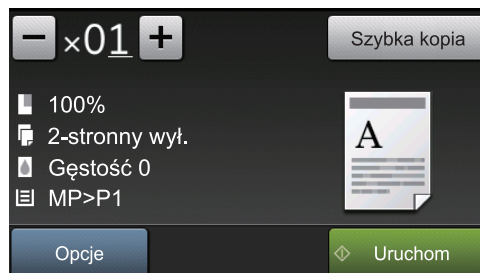 − ×01 + Szybka kopia
100%
2-stronny wył.
Gęstość 0
MP>P1
A
Opcje Uruchom